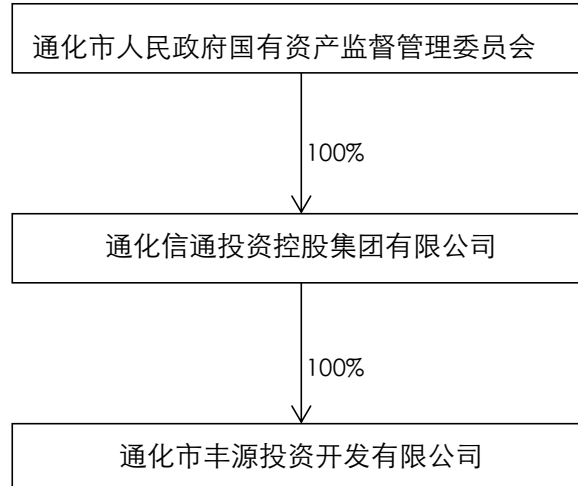 通化市人民政府国有资产监督管理委员会
100%
通化信通投资控股集团有限公司
100%
通化市丰源投资开发有限公司